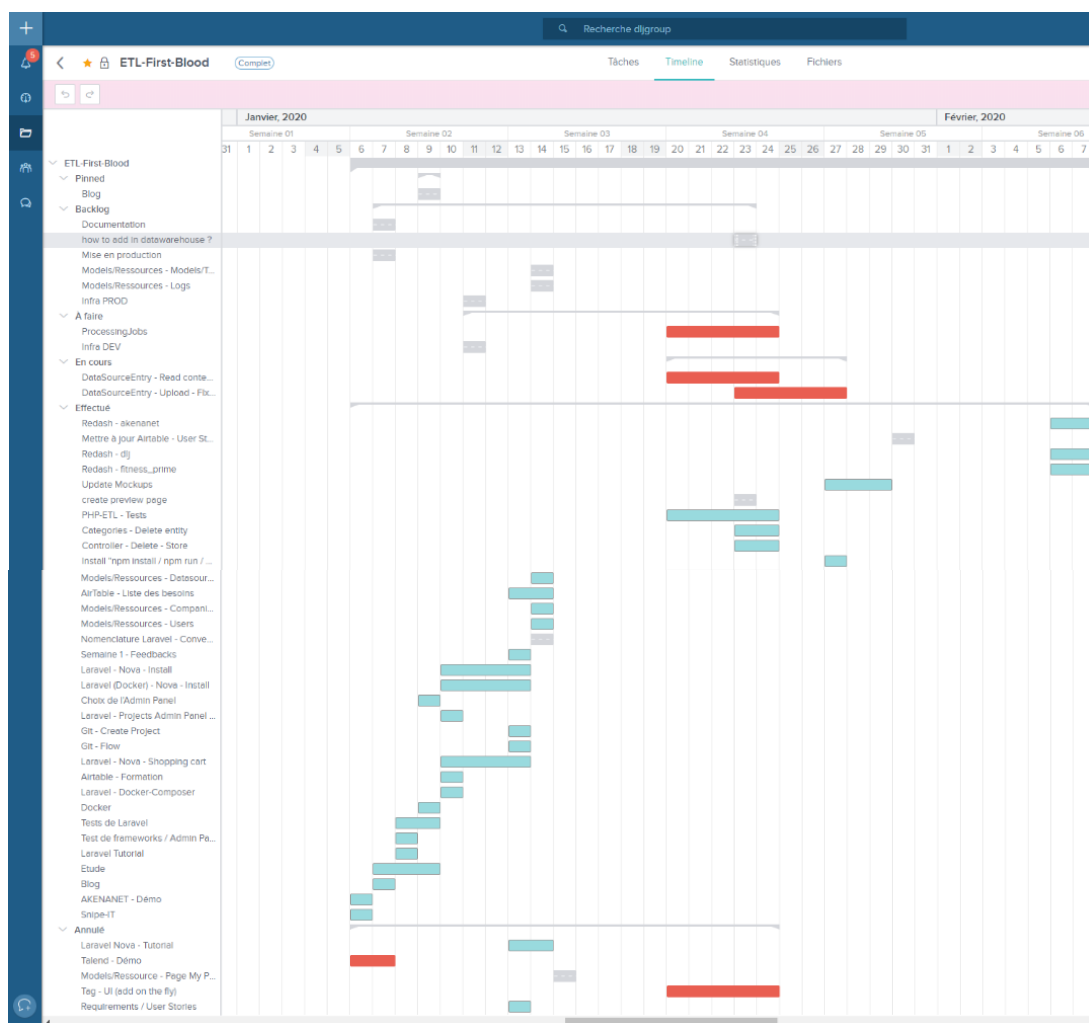 Recherche dljgroup
5
ETL-First-Blood Complet Tâches Timeline Statistiques Fichiers
Janvier, 2020 Février, 2020
Semaine 01 Semaine 02 Semaine 03 Semaine 04 Semaine 05 Semaine 06
31 1 2 3 4 5 6 7 8 9 10 11 12 13 14 15 16 17 18 19 20 21 22 23 24 25 26 27 28 29 30 31 1 2 3 4 5 6 7
ETL-First-Blood
Pinned
Blog
Backlog
Documentation
how to add in datawarehouse ?
Mise en production
Models/Ressources - Models/T...
Models/Ressources - Logs
Infra PROD
À faire
ProcessingJobs
Infra DEV
En cours
DataSourceEntry - Read conte...
DataSourceEntry - Upload - Fix...
Effectué
Redash - akenanet
Mettre à jour Airtable - User St...
Redash - dlj
Redash - fitness_prime
Update Mockups
create preview page
PHP-ETL - Tests
Categories - Delete entity
Controller - Delete - Store
Install "npm install / npm run / ...
Models/Ressources - Datasour...
AirTable - Liste des besoins
Models/Ressources - Compani...
Models/Ressources - Users
Nomenclature Laravel - Conve...
Semaine 1 - Feedbacks
Laravel - Nova - Install
Laravel (Docker) - Nova - Install
Choix de l'Admin Panel
Laravel - Projects Admin Panel ...
Git - Create Project
Git - Flow
Laravel - Nova - Shopping cart
Airtable - Formation
Laravel - Docker-Composer
Docker
Tests de Laravel
Test de frameworks / Admin Pa...
Laravel Tutorial
Etude
Blog
AKENANET - Démo
Snipe-IT
Annulé
Laravel Nova - Tutorial
Talend - Démo
Models/Ressource - Page My P...
Tag - UI (add on the fly)
Requirements / User Stories